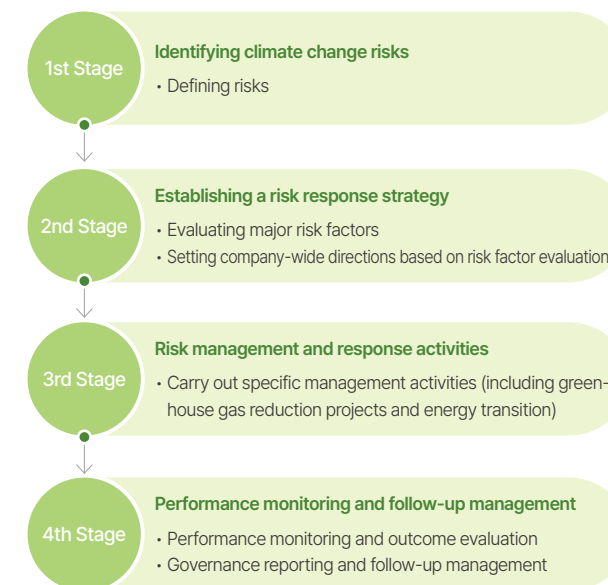 1st Stage
Identifying climate change risks
• Defining risks
2nd Stage
Establishing a risk response strategy
• Evaluating major risk factors
• Setting company-wide directions based on risk factor evaluation
3rd Stage
Risk management and response activities
• Carry out specific management activities (including green-
house gas reduction projects and energy transition)
4th Stage
Performance monitoring and follow-up management
• Performance monitoring and outcome evaluation
• Governance reporting and follow-up management